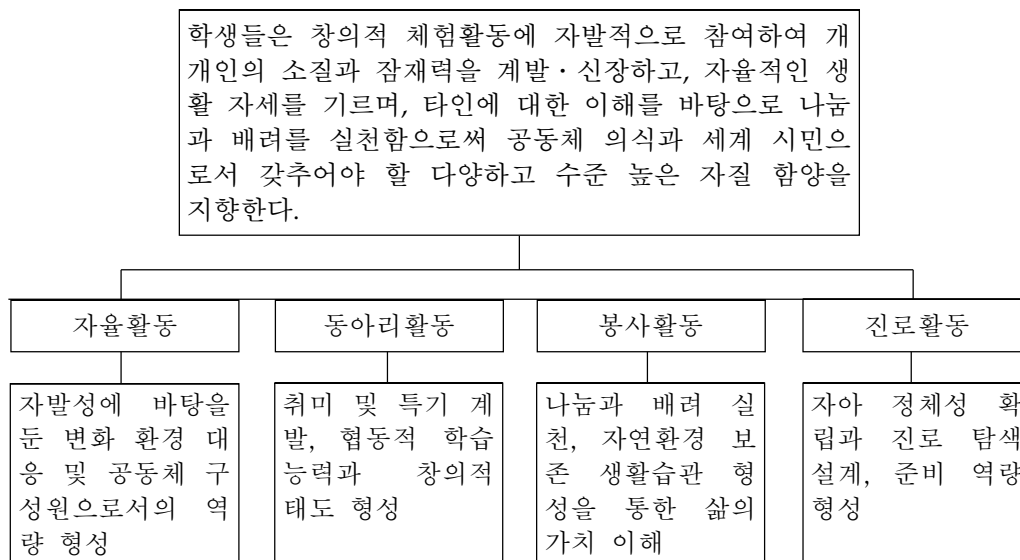 학생들은 창의적 체험활동에 자발적으로 참여하여 개
개인의 소질과 잠재력을 계발·신장하고, 자율적인 생
활 자세를 기르며, 타인에 대한 이해를 바탕으로 나눔
과 배려를 실천함으로써 공동체 의식과 세계 시민으
로서 갖추어야 할 다양하고 수준 높은 자질 함양을
지향한다.
자율활동
동아리활동
봉사활동
진로활동
자발성에 바탕을
둔 변화 환경 대
응 및 공동체 구
성원으로서의 역
량 형성
취미 및 특기 계
발, 협동적 학습
능력과 창의적
태도 형성
나눔과 배려 실
천, 자연환경 보
존 생활습관 형
성을 통한 삶의
가치 이해
자아 정체성 확
립과 진로 탐색
설계, 준비 역량
형성